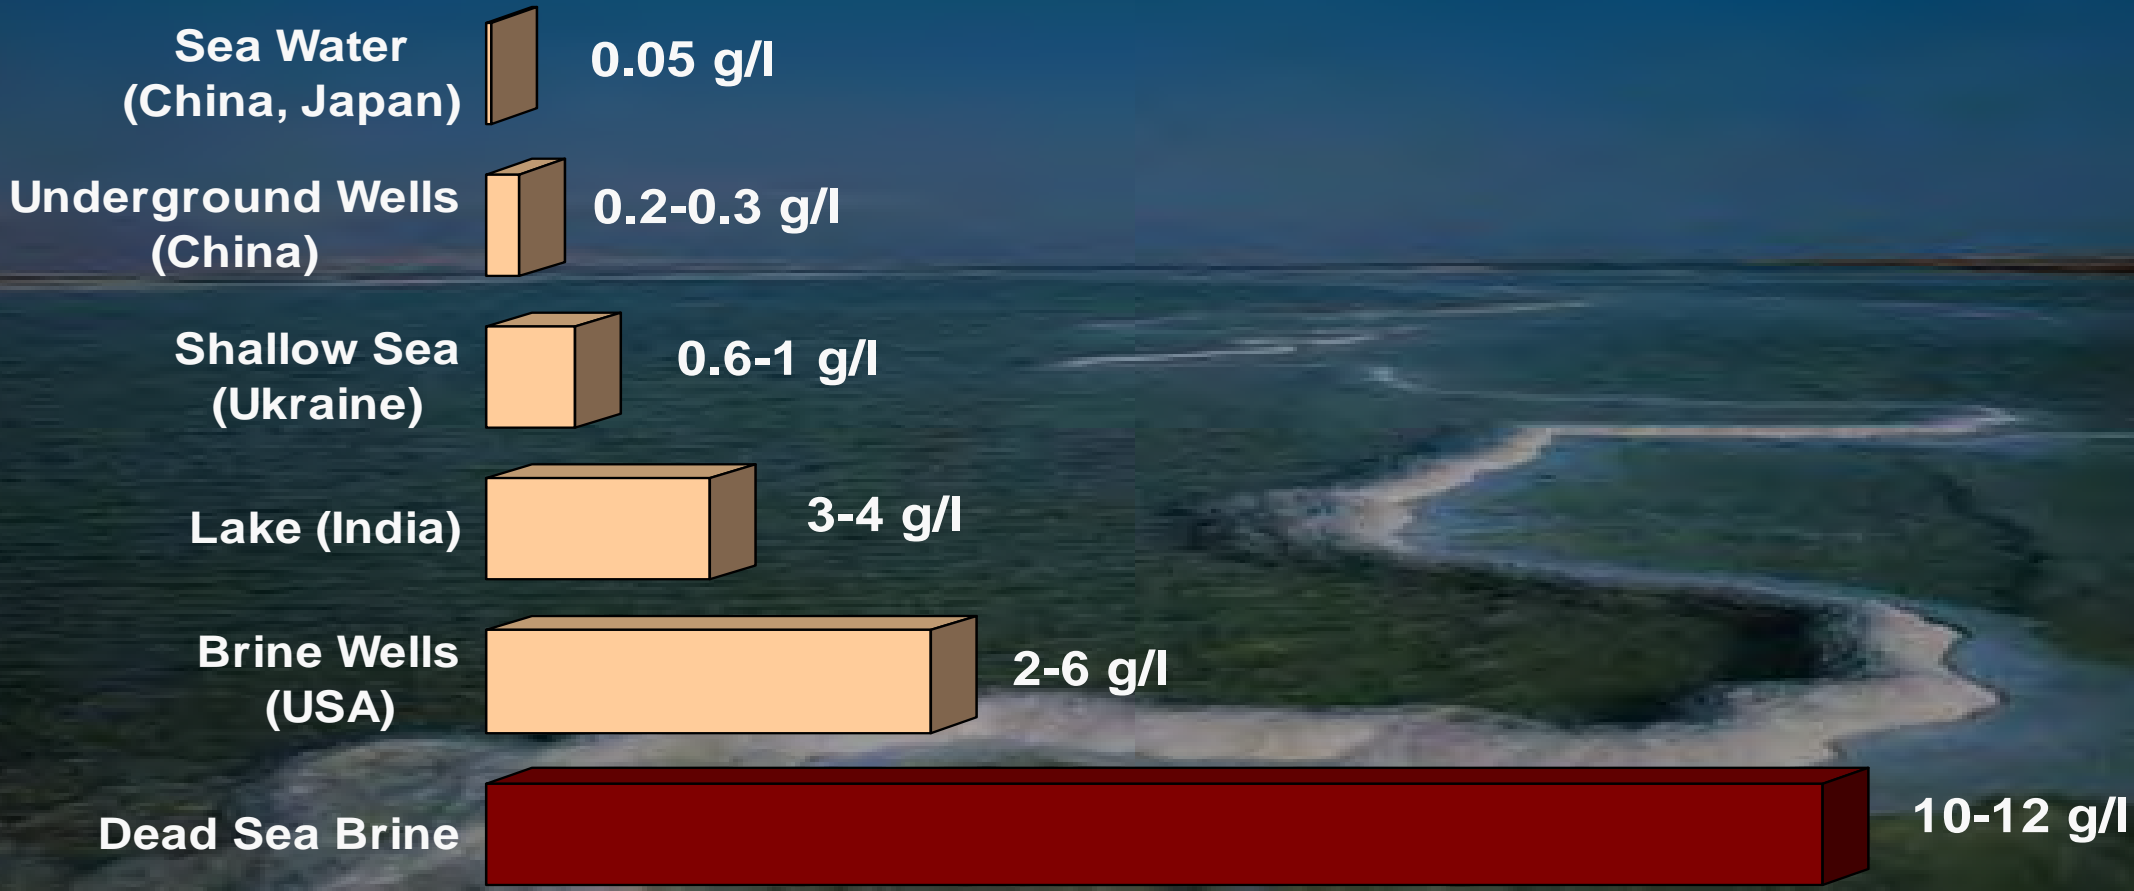 Sea Water
(China, Japan)
0.05 g/l
Underground Wells
(China)
0.2-0.3 g/l
Shallow Sea
(Ukraine)
0.6-1 g/l
Lake (India)
3-4 g/l
Brine Wells
(USA)
2-6 g/l
Dead Sea Brine
10-12 g/l